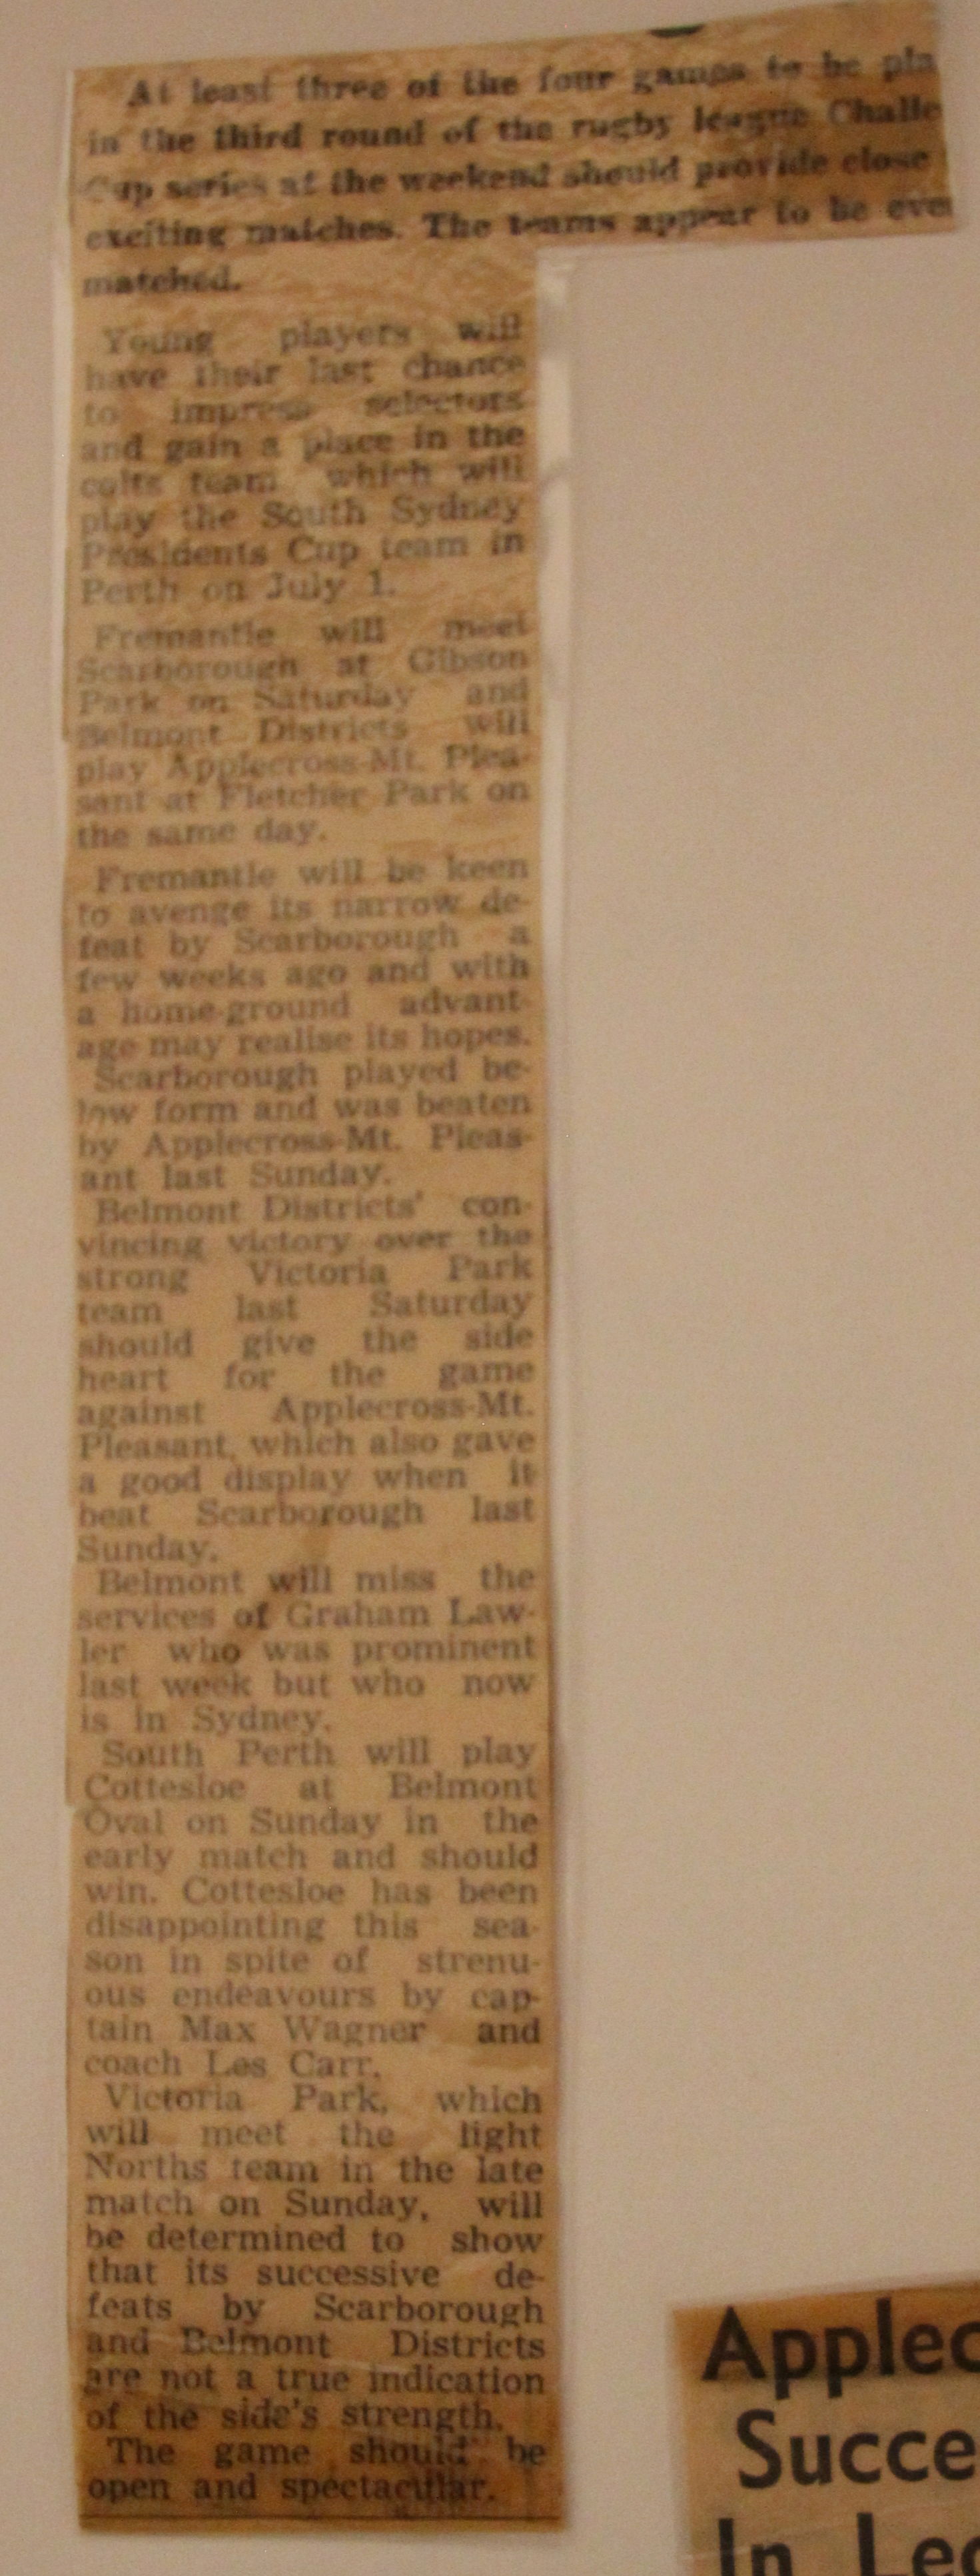 At least three of the four games to be pla
in the third round of the rugby league Challe
Cup series at the weekend should provide close
exciting matches. The teams appear to be eve
matched.
Young players will
have their last chance
to impress selectors
and gain a place in the
colts team which will
play the South Sydney
Presidents Cup team in
Perth on July 1.
Fremantle will meet
Scarborough at Gibson
Park on Saturday and
Belmont Districts will
play Applecross-Mt. Plea-
sant at Fletcher Park on
the same day.
Fremantle will be keen
to avenge its narrow de-
feat by Scarborough a
few weeks ago and with
a home-ground advant-
age may realise its hopes.
Scarborough played be-
low form and was beaten
by Applecross-Mt. Pleas-
ant last Sunday.
Belmont Districts' con-
vincing victory over the
strong Victoria Park
team last Saturday
should give the side
heart for the game
against Applecross-Mt.
Pleasant, which also gave
a good display when it
beat Scarborough last
Sunday.
Belmont will miss the
services of Graham Law-
ler who was prominent
last week but who now
is in Sydney.
South Perth will play
Cottesloe at Belmont
Oval on Sunday in the
early match and should
win. Cottesloe has been
disappointing this sea-
son in spite of strenu-
ous endeavours by cap-
tain Max Wagner and
coach Les Carr.
Victoria Park, which
will meet the light
Norths team in the late
match on Sunday, will
be determined to show
that its successive de-
feats by Scarborough
and Belmont Districts
are not a true indication
of the side's strength.
The game should be
open and spectacular.
Applec
Succe
In Lea